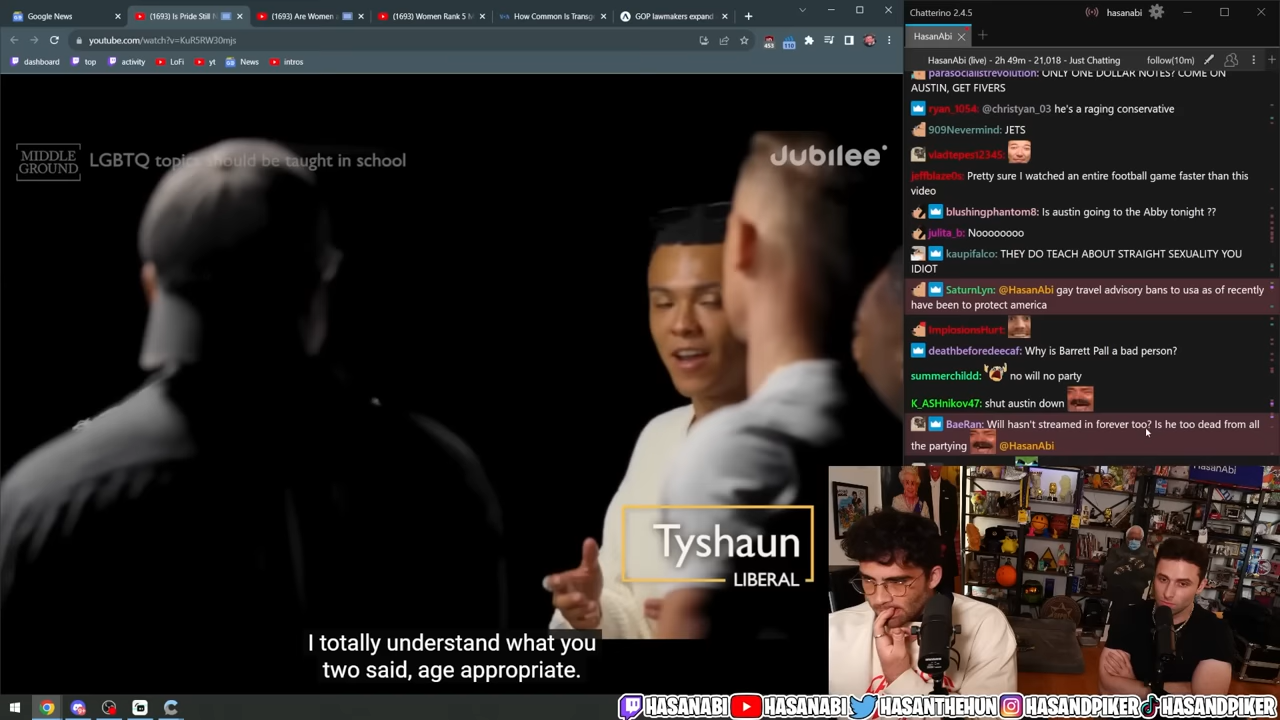 Google News
(1693) Is Pride Still
(1693) Are Women
(1693) Women Rank 5 M
How Common Is Transg
GOP lawmakers expand
youtube.com/watch?v=KuR5RW30mjs
453
110
dashboard
top
activity
LoFi
yt
News
intros
MIDDLE
GROUND
LGBTQ topics should be taught in school
Jubilee
Tyshaun
LIBERAL
I totally understand what you
two said, age appropriate.
Chatterino 2.4.5
hasanabi
HasanAbi
HasanAbi (live) - 2h 49m - 21,018 - Just Chatting
follow(10m)
parasocialistrevolution: ONLY ONE DOLLAR NOTES? COME ON
AUSTIN, GET FIVERS
ryan_1054: @christyan_03 he's a raging conservative
909Nevermind: JETS
vladtepes12345:
jeffblaze0s: Pretty sure I watched an entire football game faster than this
video
blushingphantom8: Is austin going to the Abby tonight ??
julita_b: Nooooooo
kaupifalco: THEY DO TEACH ABOUT STRAIGHT SEXUALITY YOU
IDIOT
SaturnLyn: @HasanAbi gay travel advisory bans to usa as of recently
have been to protect america
ImplosionsHurt:
deathbeforedeecaf: Why is Barrett Pall a bad person?
summerchildd: no will no party
K_ASHnikov47: shut austin down
BaeRan: Will hasn't streamed in forever too? Is he too dead from all
the partying @HasanAbi
HasanAbi
HASANABI
HASANABI
HASANTHEHUN
HASANDPIKER
HASANDPIKER